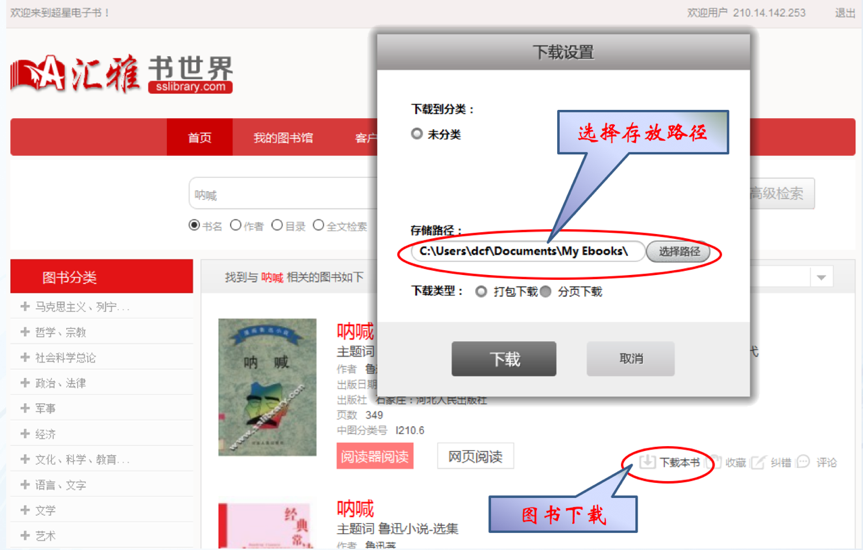 欢迎来到超星电子书！
欢迎用户 210.14.142.253 退出
汇雅 书世界
sslibrary.com
首页 我的图书馆 客户
呐喊
高级检索
书名 作者 目录 全文检索
图书分类
马克思主义、列宁...
哲学、宗教
社会科学总论
政治、法律
军事
经济
文化、科学、教育...
语言、文字
文学
艺术
找到与 呐喊 相关的图书如下
呐喊
www.sslibrary.com
呐喊
主题词
代
作者 鲁迅
出版日期
出版社 石家庄：河北人民出版社
页数 349
中图分类号 I210.6
阅读器阅读 网页阅读
下载本书 收藏 纠错 评论
图书下载
经典
常
呐喊
主题词 鲁迅小说-选集
作者 鲁迅著
下载设置
下载到分类：
未分类
选择存放路径
存储路径：
C:\Users\dcf\Documents\My Ebooks\ 选择路径
下载类型： 打包下载 分页下载
下载 取消